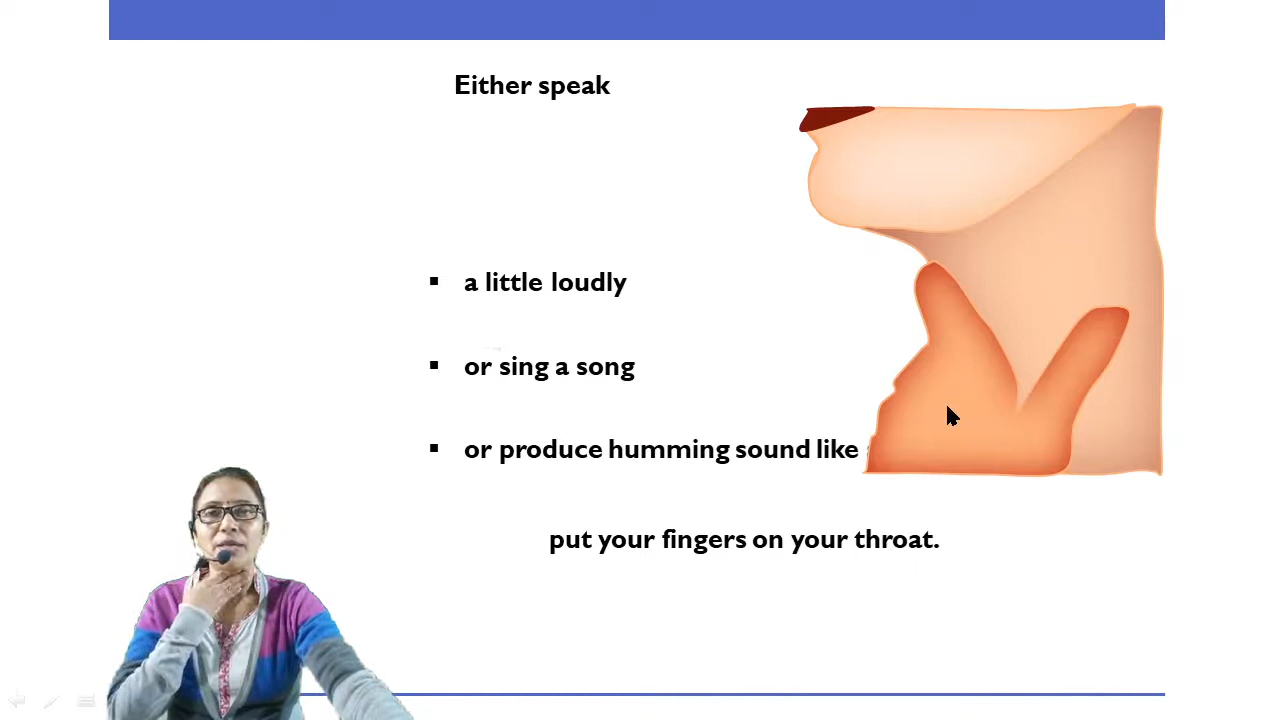 Either speak
▪ a little loudly
▪ or sing a song
▪ or produce humming sound like
put your fingers on your throat.